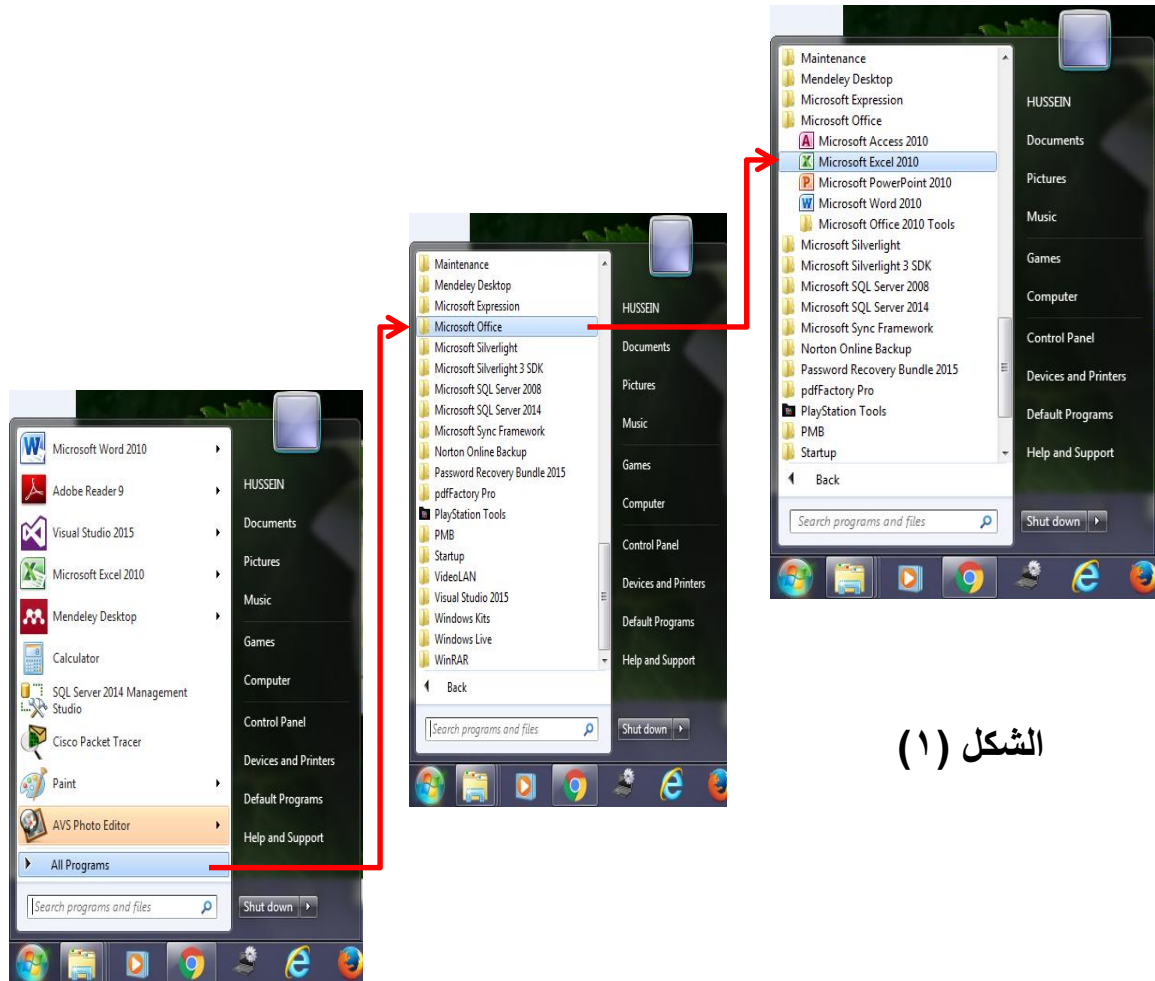 Microsoft Word 2010
Adobe Reader 9
Visual Studio 2015
Microsoft Excel 2010
Mendeley Desktop
Calculator
SQL Server 2014 Management
Studio
Cisco Packet Tracer
Paint
AVS Photo Editor
All Programs
Search programs and files
HUSSEIN
Documents
Pictures
Music
Games
Computer
Control Panel
Devices and Printers
Default Programs
Help and Support
Shut down
Maintenance
Mendeley Desktop
Microsoft Expression
Microsoft Office
Microsoft Silverlight
Microsoft Silverlight 3 SDK
Microsoft SQL Server 2008
Microsoft SQL Server 2014
Microsoft Sync Framework
Norton Online Backup
Password Recovery Bundle 2015
pdfFactory Pro
PlayStation Tools
PMB
Startup
VideoLAN
Visual Studio 2015
Windows Kits
Windows Live
WinRAR
Back
Search programs and files
HUSSEIN
Documents
Pictures
Music
Games
Computer
Control Panel
Devices and Printers
Default Programs
Help and Support
Shut down
Maintenance
Mendeley Desktop
Microsoft Expression
Microsoft Office
Microsoft Access 2010
Microsoft Excel 2010
Microsoft PowerPoint 2010
Microsoft Word 2010
Microsoft Office 2010 Tools
Microsoft Silverlight
Microsoft Silverlight 3 SDK
Microsoft SQL Server 2008
Microsoft SQL Server 2014
Microsoft Sync Framework
Norton Online Backup
Password Recovery Bundle 2015
pdfFactory Pro
PlayStation Tools
PMB
Startup
Back
Search programs and files
HUSSEIN
Documents
Pictures
Music
Games
Computer
Control Panel
Devices and Printers
Default Programs
Help and Support
Shut down
الشكل (١)